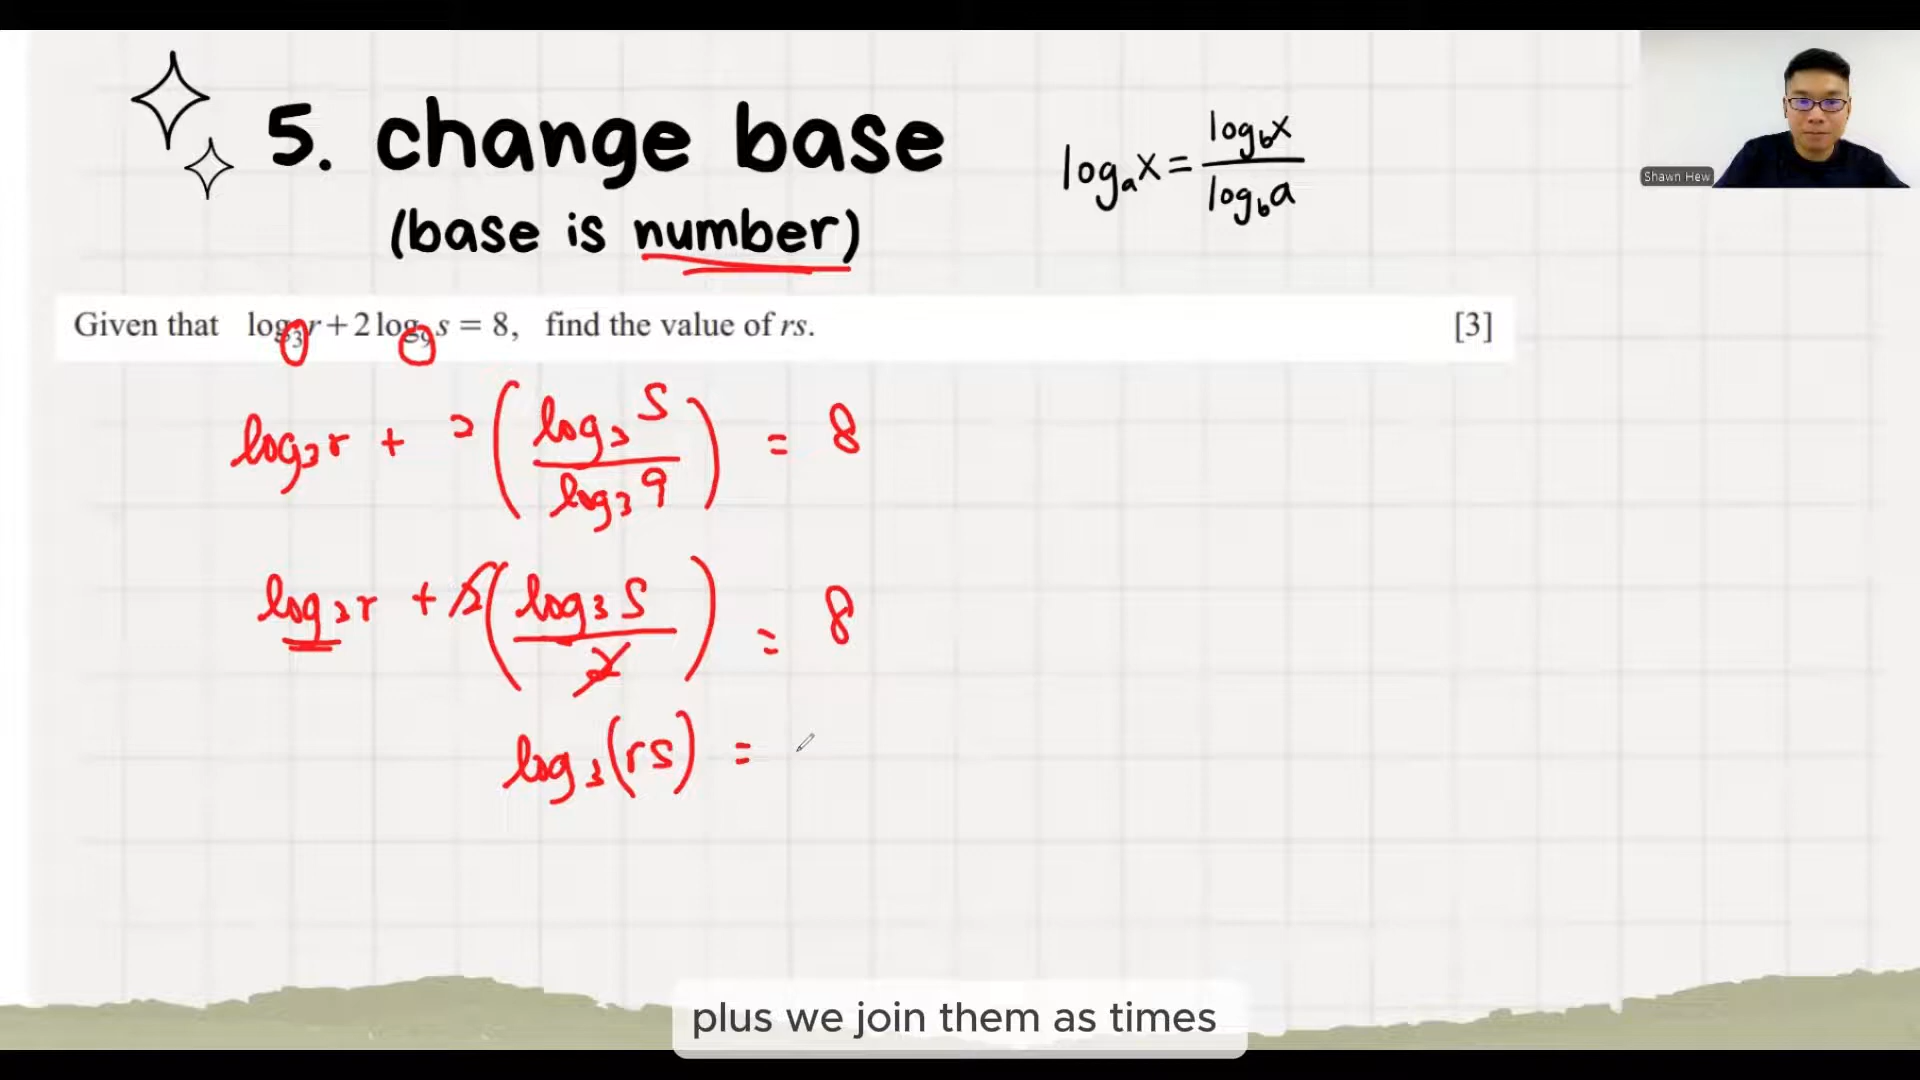 5. change base
(base is number)
logₐx = log_b x / log_b a
Shawn Hew
Given that log₃ r + 2 log₉ s = 8, find the value of rs. [3]
log₃ r + 2 ( log₃ s / log₃ 9 ) = 8
log₃ r + 2 ( log₃ s / 2 ) = 8
log₃ (rs) =
plus we join them as times